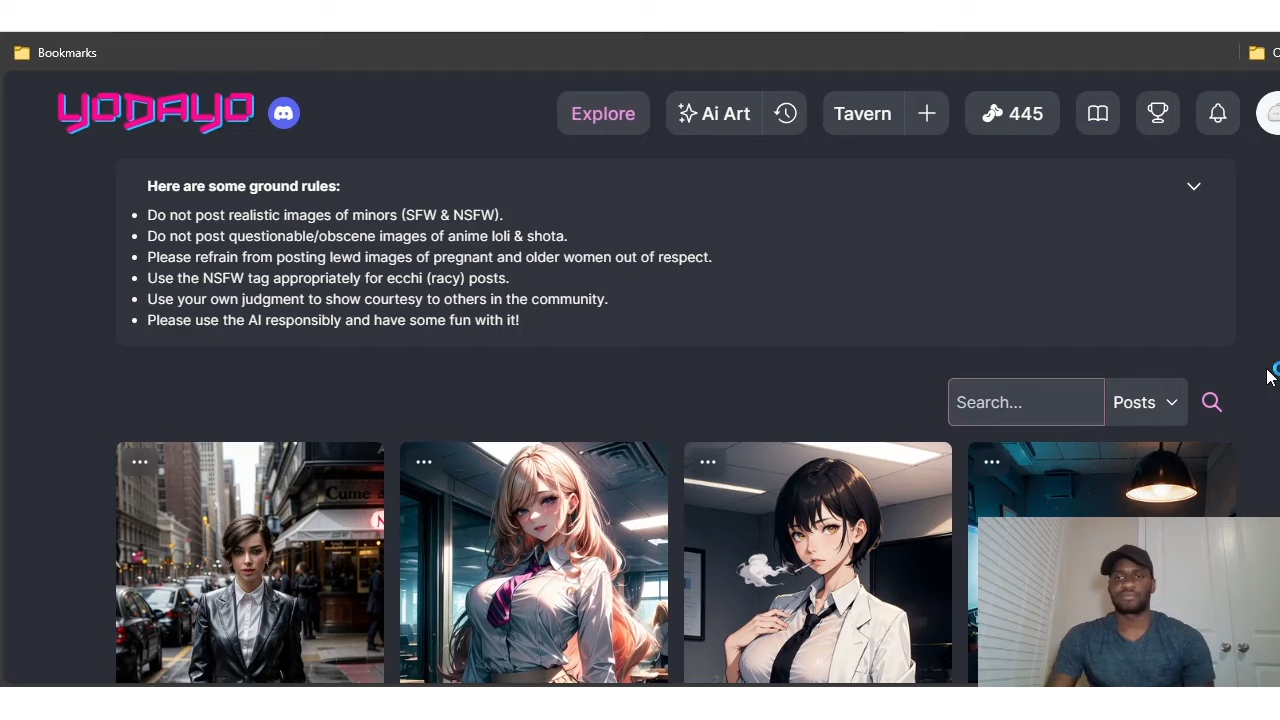 Bookmarks
YODAYO
Explore
Ai Art
Tavern
445
Here are some ground rules:
• Do not post realistic images of minors (SFW & NSFW).
• Do not post questionable/obscene images of anime loli & shota.
• Please refrain from posting lewd images of pregnant and older women out of respect.
• Use the NSFW tag appropriately for ecchi (racy) posts.
• Use your own judgment to show courtesy to others in the community.
• Please use the AI responsibly and have some fun with it!
Search...
Posts
Cume